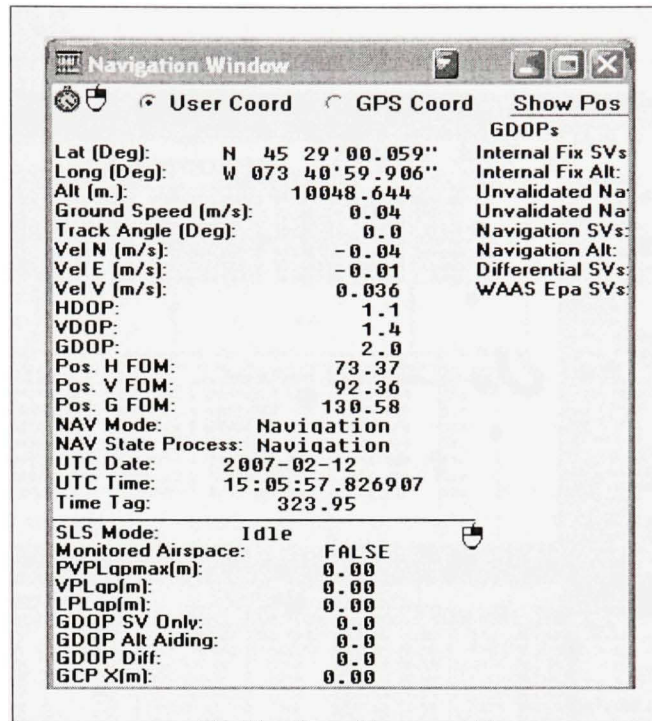 Navigation Window
User Coord GPS Coord Show Pos
GDOPs
Lat (Deg): N 45 29'00.059" Internal Fix SVs
Long (Deg): W 073 40'59.906" Internal Fix Alt:
Alt (m.): 10048.644 Unvalidated Na
Ground Speed (m/s): 0.04 Unvalidated Na
Track Angle (Deg): 0.0 Navigation SVs:
Vel N (m/s): -0.04 Navigation Alt:
Vel E (m/s): -0.01 Differential SVs:
Vel V (m/s): 0.036 WAAS Epa SVs:
HDOP: 1.1
VDOP: 1.4
GDOP: 2.0
Pos. H FOM: 73.37
Pos. V FOM: 92.36
Pos. G FOM: 130.58
NAV Mode: Navigation
NAV State Process: Navigation
UTC Date: 2007-02-12
UTC Time: 15:05:57.826907
Time Tag: 323.95
SLS Mode: Idle
Monitored Airspace: FALSE
PVPLgpmax(m): 0.00
VPLgp(m): 0.00
LPLgp(m): 0.00
GDOP SV Only: 0.0
GDOP Alt Aiding: 0.0
GDOP Diff: 0.0
GCP X(m): 0.00